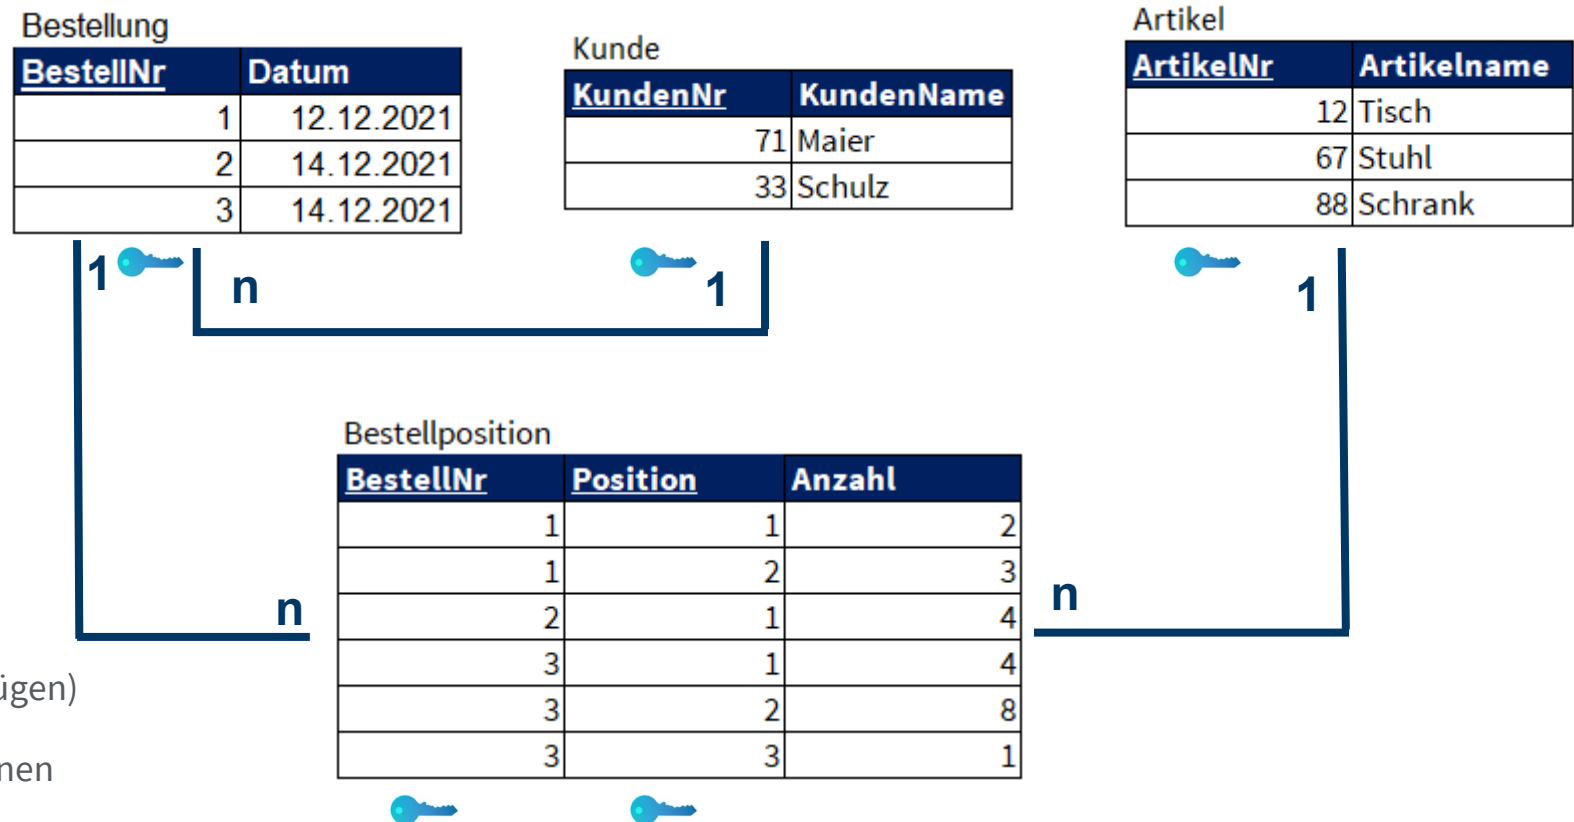 Bestellung
BestellNr Datum
1 12.12.2021
2 14.12.2021
3 14.12.2021
Kunde
KundenNr KundenName
71 Maier
33 Schulz
Artikel
ArtikelNr Artikelname
12 Tisch
67 Stuhl
88 Schrank
1
n
1
1
Bestellposition
BestellNr Position Anzahl
1 1 2
1 2 3
2 1 4
3 1 4
3 2 8
3 3 1
n
n
ügen)
nen